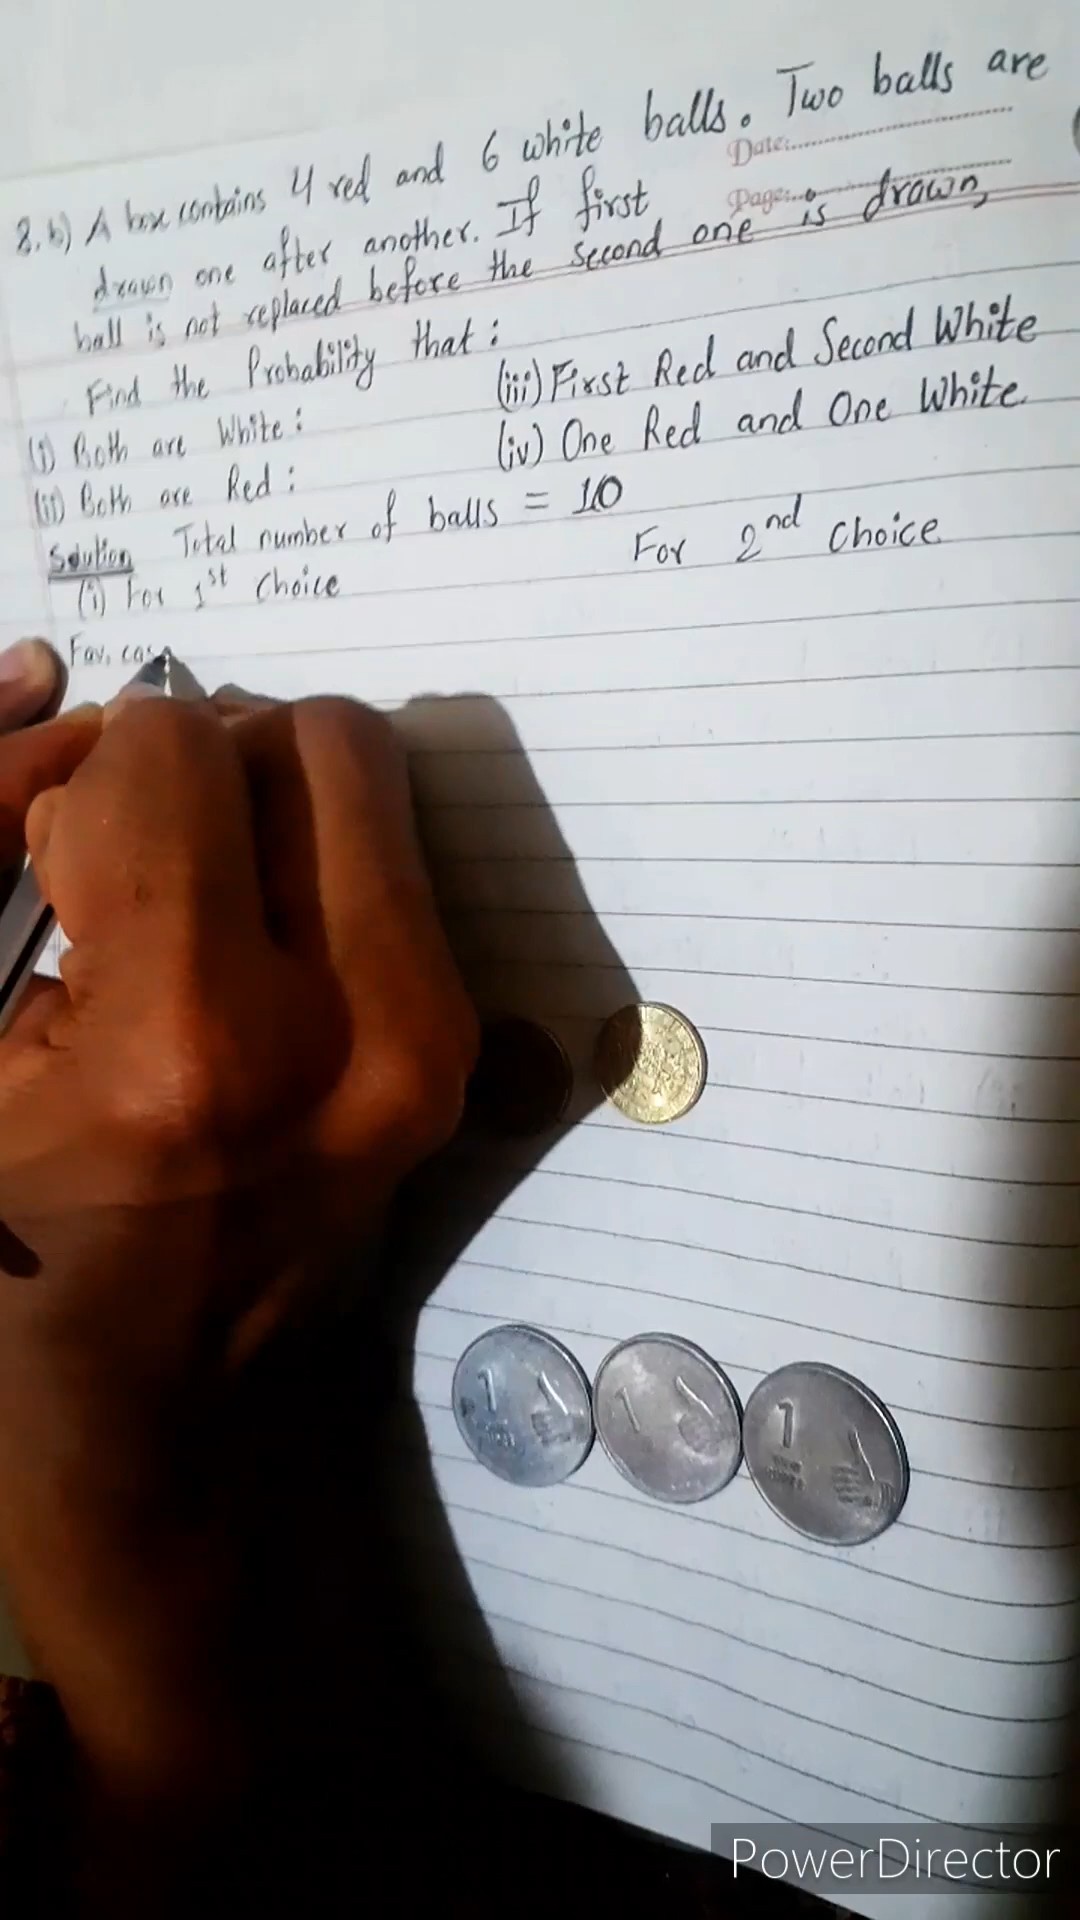 8. b) A box contains 4 red and 6 white balls. Two balls are
Date:
drawn one after another. If first
Page:
ball is not replaced before the second one is drawn,
Find the Probability that:
(i) Both are White:
(iii) First Red and Second White
(ii) Both are Red:
(iv) One Red and One White.
Solution Total number of balls = 10
(i) For 1st Choice
For 2nd Choice
Fav. cas
1
1
1
PowerDirector